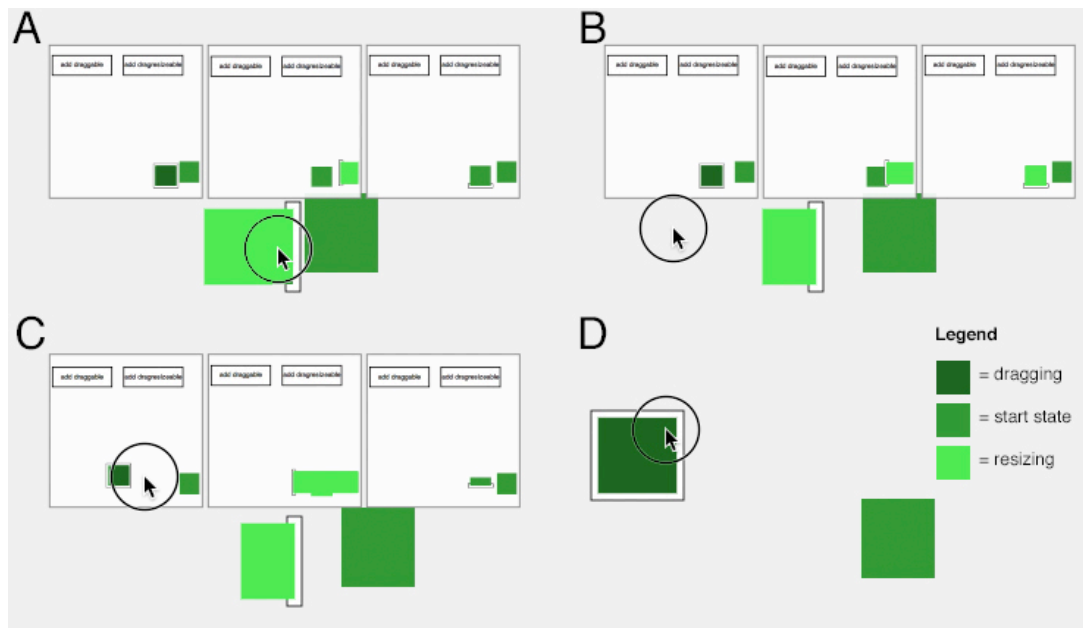 A
B
add draggable
add dragresizeable
add draggable
add dragresizeable
add draggable
add dragresizeable
add draggable
add dragresizeable
add draggable
add dragresizeable
add draggable
add dragresizeable
C
D
add draggable
add dragresizeable
add draggable
add dragresizeable
add draggable
add dragresizeable
Legend
= dragging
= start state
= resizing